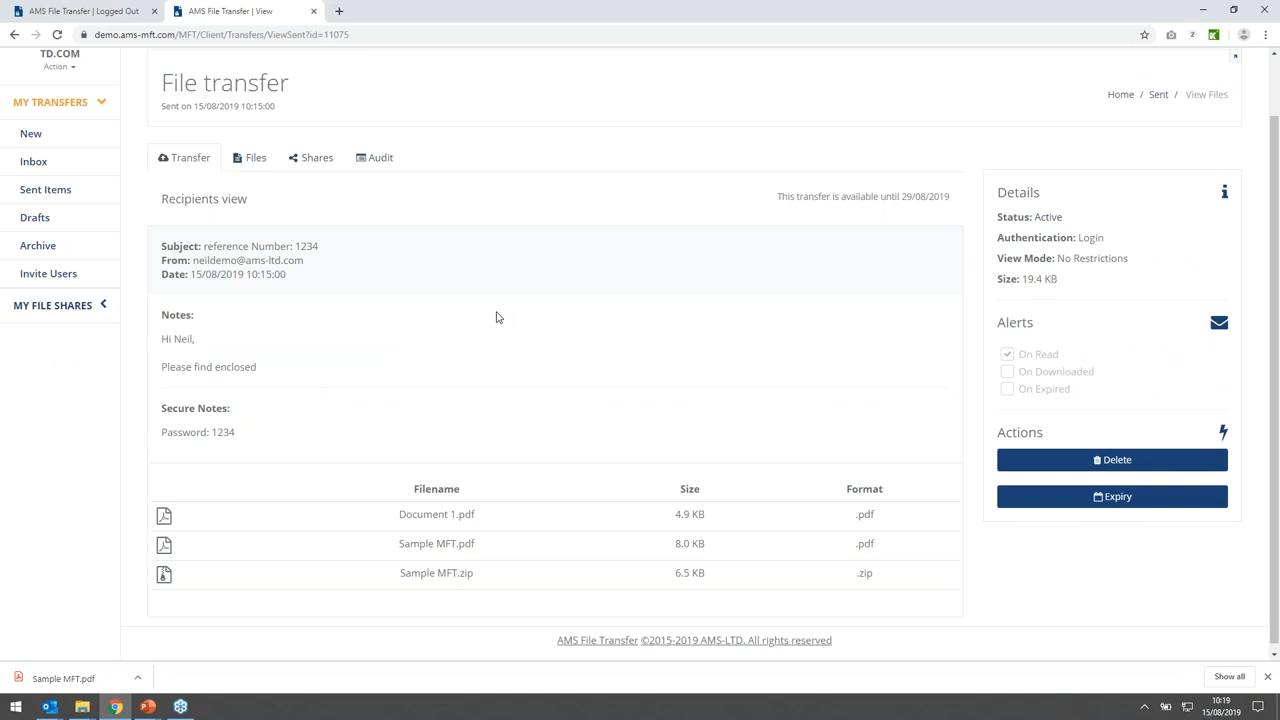 AMS File Transfer | Logged Out
AMS File Transfer | View
demo.ams-mft.com/MFT/Client/Transfers/ViewSent?id=11075
TD.COM
Action
MY TRANSFERS
New
Inbox
Sent Items
Drafts
Archive
Invite Users
MY FILE SHARES
File transfer
Sent on 15/08/2019 10:15:00
Home / Sent / View Files
Transfer Files Shares Audit
Recipients view
This transfer is available until 29/08/2019
Subject: reference Number: 1234
From: neildemo@ams-ltd.com
Date: 15/08/2019 10:15:00
Notes:
Hi Neil,
Please find enclosed
Secure Notes:
Password: 1234
Filename Size Format
Document 1.pdf 4.9 KB .pdf
Sample MFT.pdf 8.0 KB .pdf
Sample MFT.zip 6.5 KB .zip
Details
Status: Active
Authentication: Login
View Mode: No Restrictions
Size: 19.4 KB
Alerts
On Read
On Downloaded
On Expired
Actions
Delete
Expiry
AMS File Transfer ©2015-2019 AMS-LTD. All rights reserved
Sample MFT.pdf
Show all
10:19
15/08/2019